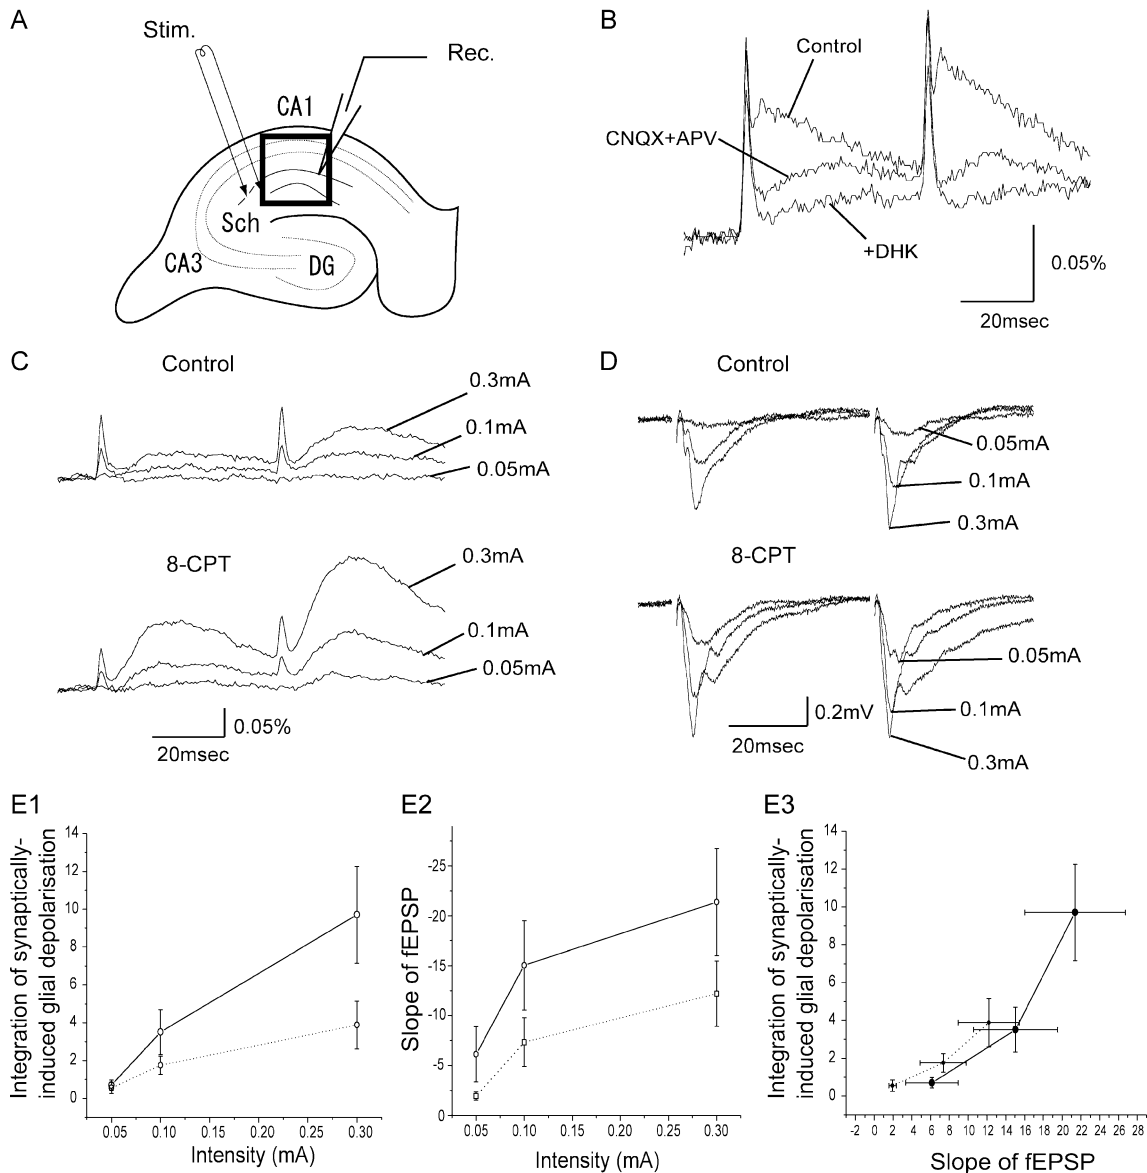 A
Stim.
Rec.
CA1
Sch
CA3
DG
B
Control
CNQX+APV
+DHK
0.05%
20msec
C
Control
0.3mA
0.1mA
0.05mA
8-CPT
0.3mA
0.1mA
0.05mA
0.05%
20msec
D
Control
0.05mA
0.1mA
0.3mA
8-CPT
0.05mA
0.1mA
0.3mA
0.2mV
20msec
E1
Integration of synaptically-
induced glial depolarisation
14
12
10
8
6
4
2
0
0.05 0.10 0.15 0.20 0.25 0.30
Intensity (mA)
E2
Slope of fEPSP
-25
-20
-15
-10
-5
0
0.05 0.10 0.15 0.20 0.25 0.30
Intensity (mA)
E3
Integration of synaptically-
induced glial depolarisation
14
12
10
8
6
4
2
0
-2 0 2 4 6 8 10 12 14 16 18 20 22 24 26 28
Slope of fEPSP